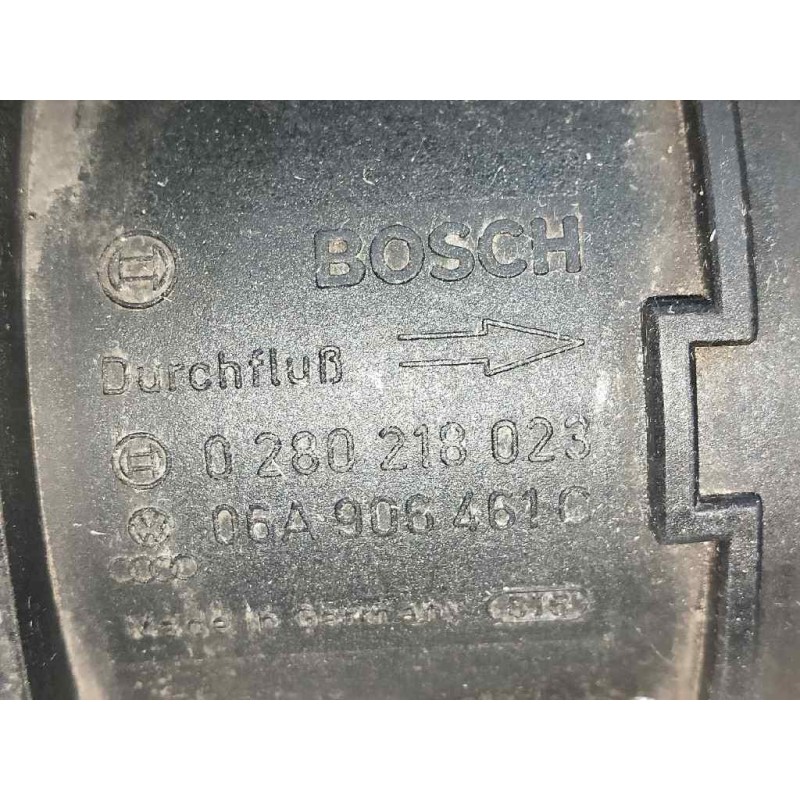 BOSCH
Durchfluß
0 280 218 023
06A 906 461 C
Made in Germany